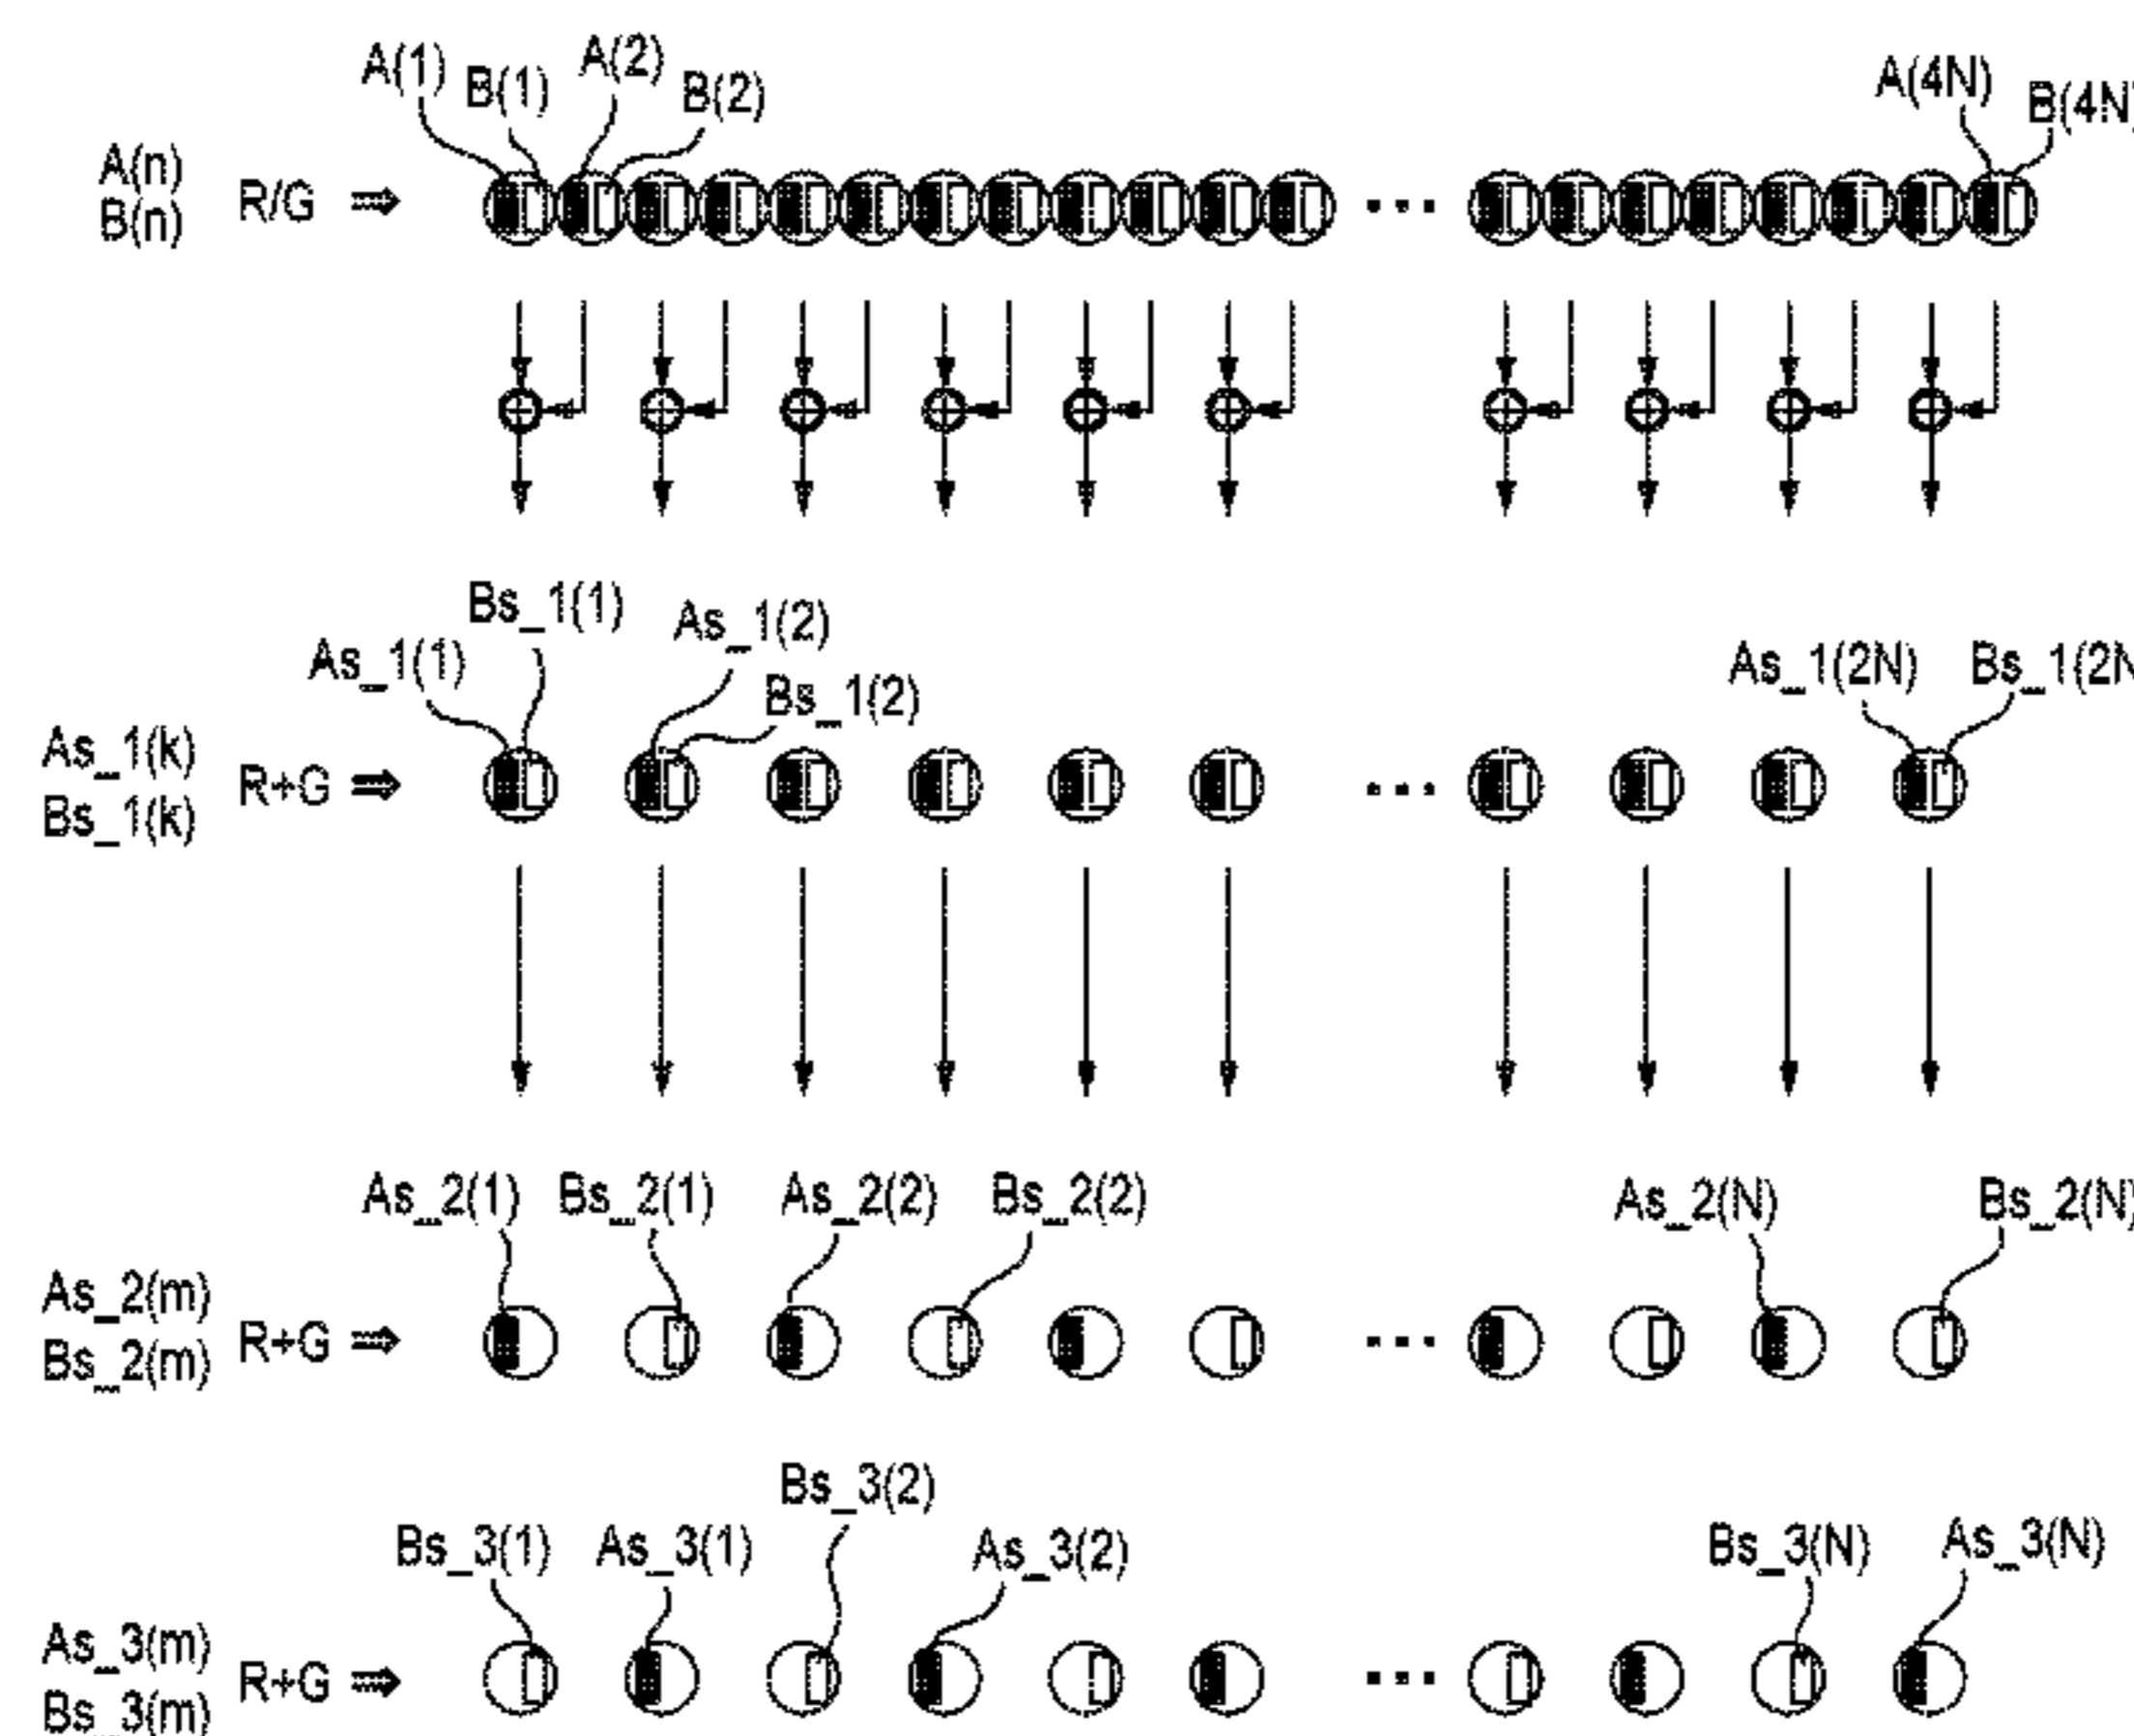 A(1) B(1) A(2) B(2) A(4N) B(4N)
A(n)
B(n)
R/G ⇒
...
As_1(1) Bs_1(1) As_1(2) Bs_1(2) As_1(2N) Bs_1(2N
As_1(k)
Bs_1(k)
R+G ⇒
...
As_2(1) Bs_2(1) As_2(2) Bs_2(2) As_2(N) Bs_2(N)
As_2(m)
Bs_2(m)
R+G ⇒
...
Bs_3(1) As_3(1) Bs_3(2) As_3(2) Bs_3(N) As_3(N)
As_3(m)
Bs_3(m)
R+G ⇒
...